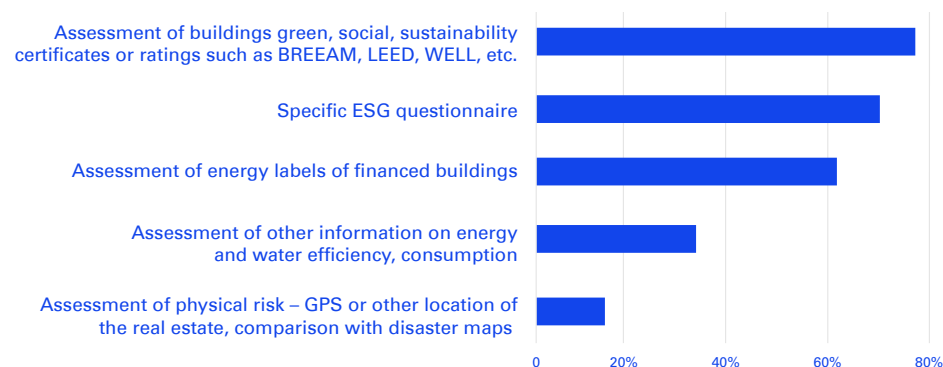 Assessment of buildings green, social, sustainability
certificates or ratings such as BREEAM, LEED, WELL, etc.
Specific ESG questionnaire
Assessment of energy labels of financed buildings
Assessment of other information on energy
and water efficiency, consumption
Assessment of physical risk – GPS or other location of
the real estate, comparison with disaster maps
0 20% 40% 60% 80%